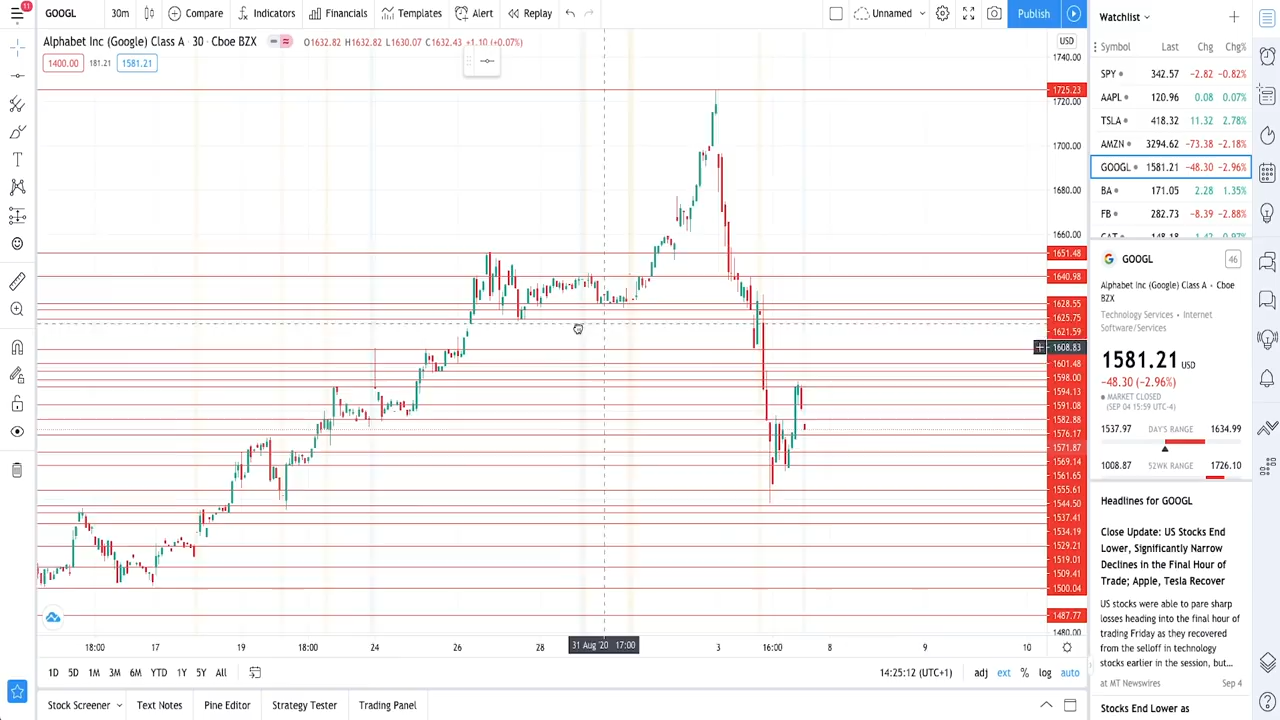 11
GOOGL 30m Compare Indicators Financials Templates Alert Replay Unnamed Publish
Alphabet Inc (Google) Class A • 30 • Cboe BZX O1632.82 H1632.82 L1630.07 C1632.43 +1.10 (+0.07%)
1400.00 181.21 1581.21
USD
1740.00
1725.23
1720.00
1700.00
1680.00
1660.00
1651.48
1640.98
1628.55
1625.75
1621.59
1608.83
1601.48
1598.00
1594.13
1591.08
1582.88
1576.17
1571.87
1569.14
1561.65
1555.61
1544.50
1537.41
1534.19
1529.21
1519.01
1509.41
1500.04
1487.77
1480.00
18:00 17 19 18:00 24 26 28 31 Aug '20 17:00 3 16:00 8 9 10
1D 5D 1M 3M 6M YTD 1Y 5Y All 14:25:12 (UTC+1) adj ext % log auto
Stock Screener Text Notes Pine Editor Strategy Tester Trading Panel
Watchlist
Symbol Last Chg Chg%
SPY 342.57 −2.82 −0.82%
AAPL 120.96 0.08 0.07%
TSLA 418.32 11.32 2.78%
AMZN 3294.62 −73.38 −2.18%
GOOGL 1581.21 −48.30 −2.96%
BA 171.05 2.28 1.35%
FB 282.73 −8.39 −2.88%
CAT 148.18 1.42 0.97%
GOOGL 46
Alphabet Inc (Google) Class A • Cboe
BZX
Technology Services • Internet
Software/Services
1581.21 USD
−48.30 (−2.96%)
MARKET CLOSED
(SEP 04 15:59 UTC-4)
1537.97 DAY'S RANGE 1634.99
1008.87 52WK RANGE 1726.10
Headlines for GOOGL
Close Update: US Stocks End
Lower, Significantly Narrow
Declines in the Final Hour of
Trade; Apple, Tesla Recover
US stocks were able to pare sharp
losses heading into the final hour of
trading Friday as they recovered
from the selloff in technology
stocks earlier in the session, but...
at MT Newswires Sep 4
Stocks End Lower as